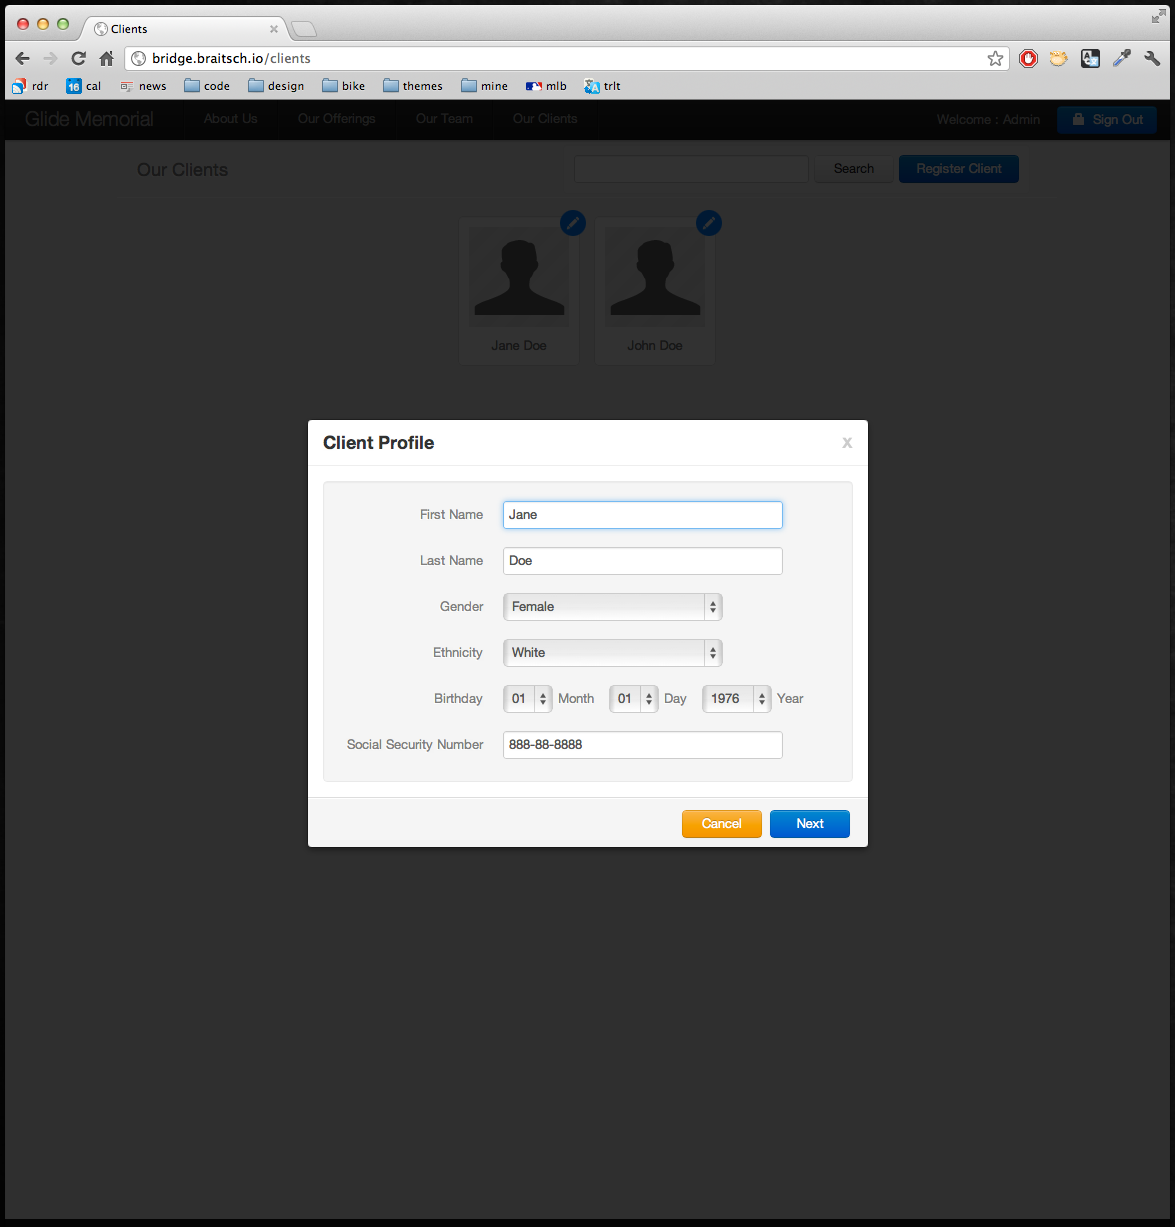 Clients
bridge.braitsch.io/clients
rdr 16 cal news code design bike themes mine mlb trlt
Glide Memorial About Us Our Offerings Our Team Our Clients Welcome : Admin Sign Out
Our Clients Search Register Client
Jane Doe John Doe
Client Profile x
First Name Jane
Last Name Doe
Gender Female
Ethnicity White
Birthday 01 Month 01 Day 1976 Year
Social Security Number 888-88-8888
Cancel Next